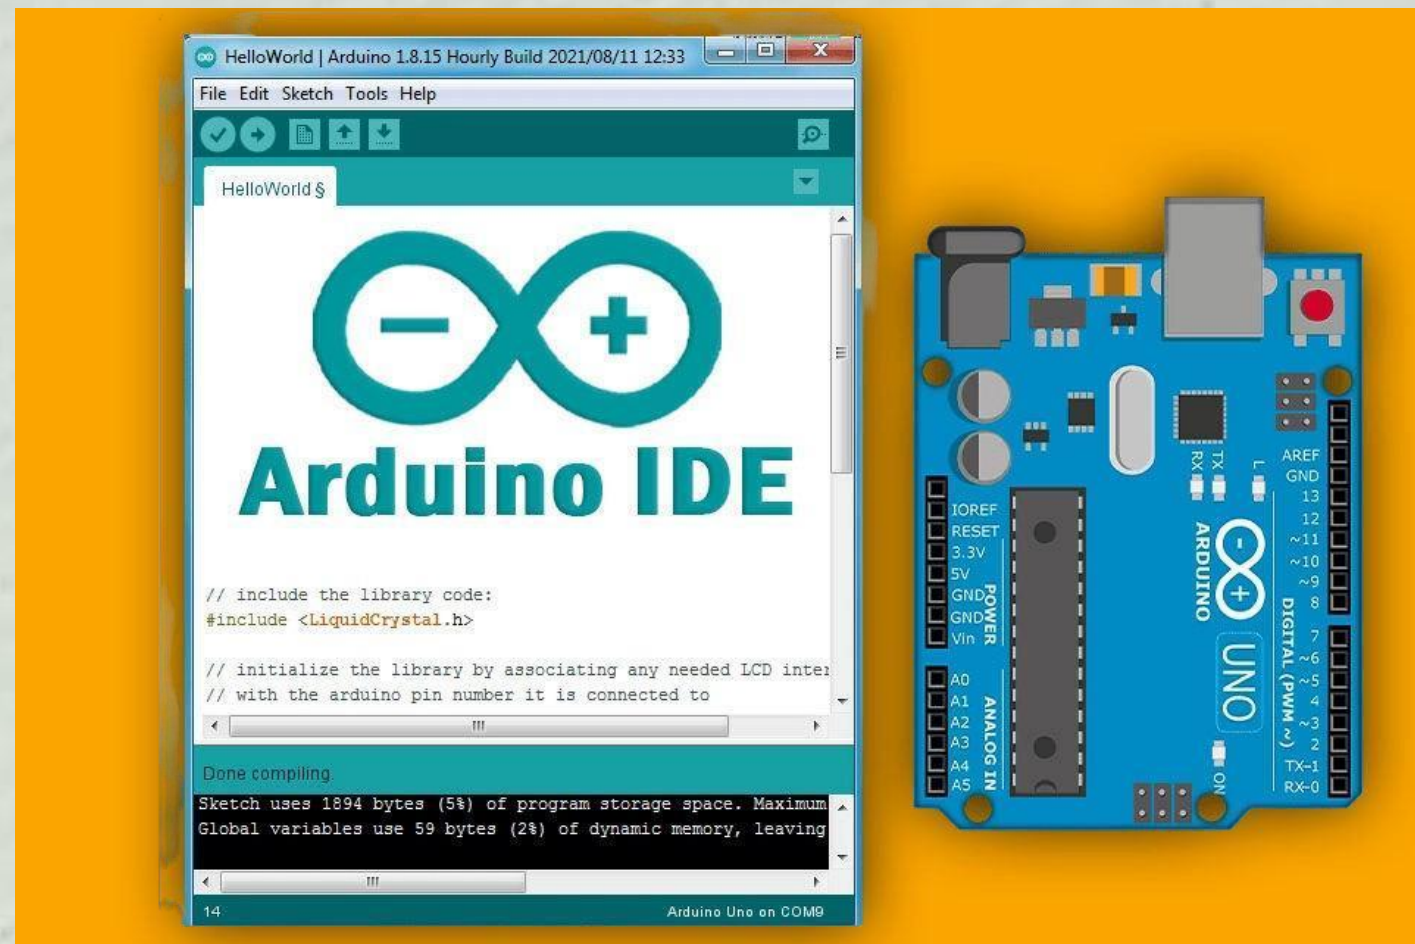 HelloWorld | Arduino 1.8.15 Hourly Build 2021/08/11 12:33
File Edit Sketch Tools Help
HelloWorld §
Arduino IDE
// include the library code:
#include <LiquidCrystal.h>
// initialize the library by associating any needed LCD inter
// with the arduino pin number it is connected to
Done compiling.
Sketch uses 1894 bytes (5%) of program storage space. Maximum
Global variables use 59 bytes (2%) of dynamic memory, leaving
14 Arduino Uno on COM9
IOREF
RESET
3.3V
5V
GND
GND
Vin
POWER
A0
A1
A2
A3
A4
A5
ANALOG IN
RX
TX
L
ARDUINO
UNO
ON
AREF
GND
13
12
~11
~10
~9
8
7
~6
~5
4
~3
2
TX-1
RX-0
DIGITAL (PWM ~)